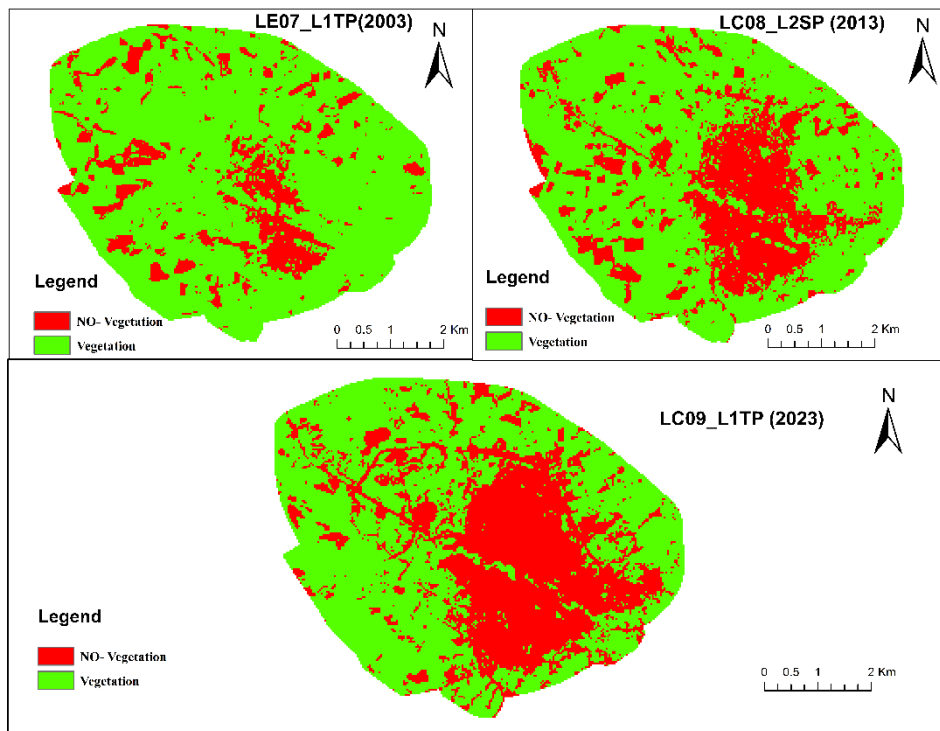 LE07_L1TP(2003)
N
Legend
NO- Vegetation
Vegetation
0 0.5 1 2 Km
LC08_L2SP (2013)
N
Legend
NO- Vegetation
Vegetation
0 0.5 1 2 Km
LC09_L1TP (2023)
N
Legend
NO- Vegetation
Vegetation
0 0.5 1 2 Km